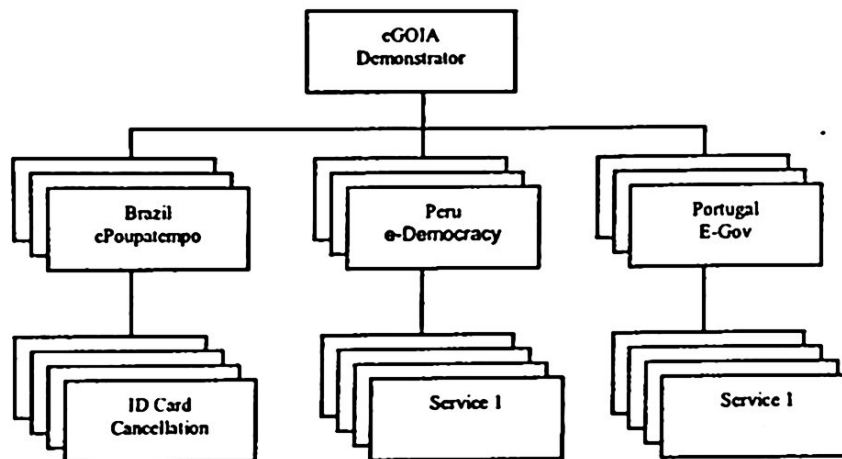 eGOIA
Demonstrator
Brazil
ePoupatempo
Peru
e-Democracy
Portugal
E-Gov
ID Card
Cancellation
Service 1
Service 1